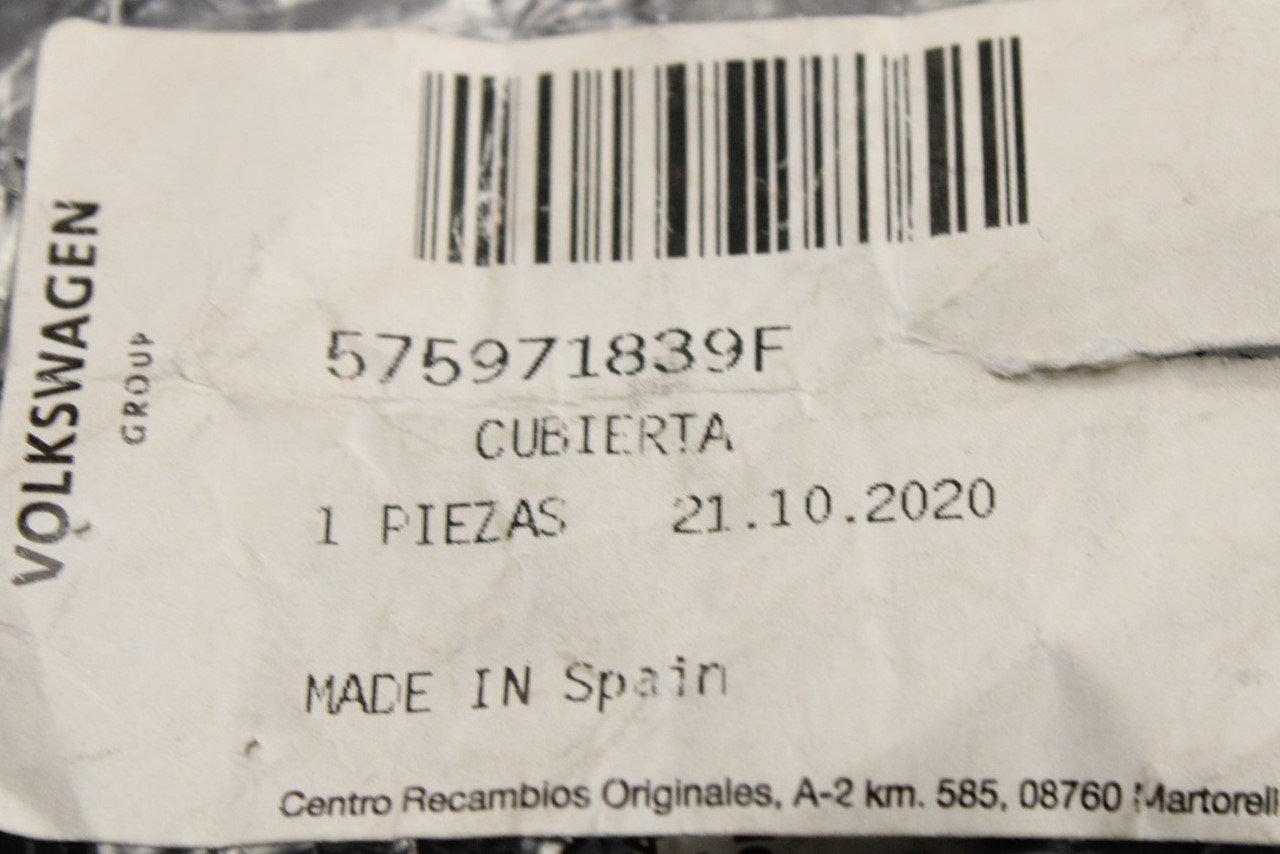 VOLKSWAGEN
GROUP
575971839F
CUBIERTA
1 PIEZAS 21.10.2020
MADE IN Spain
Centro Recambios Originales, A-2 km. 585, 08760 Martorell